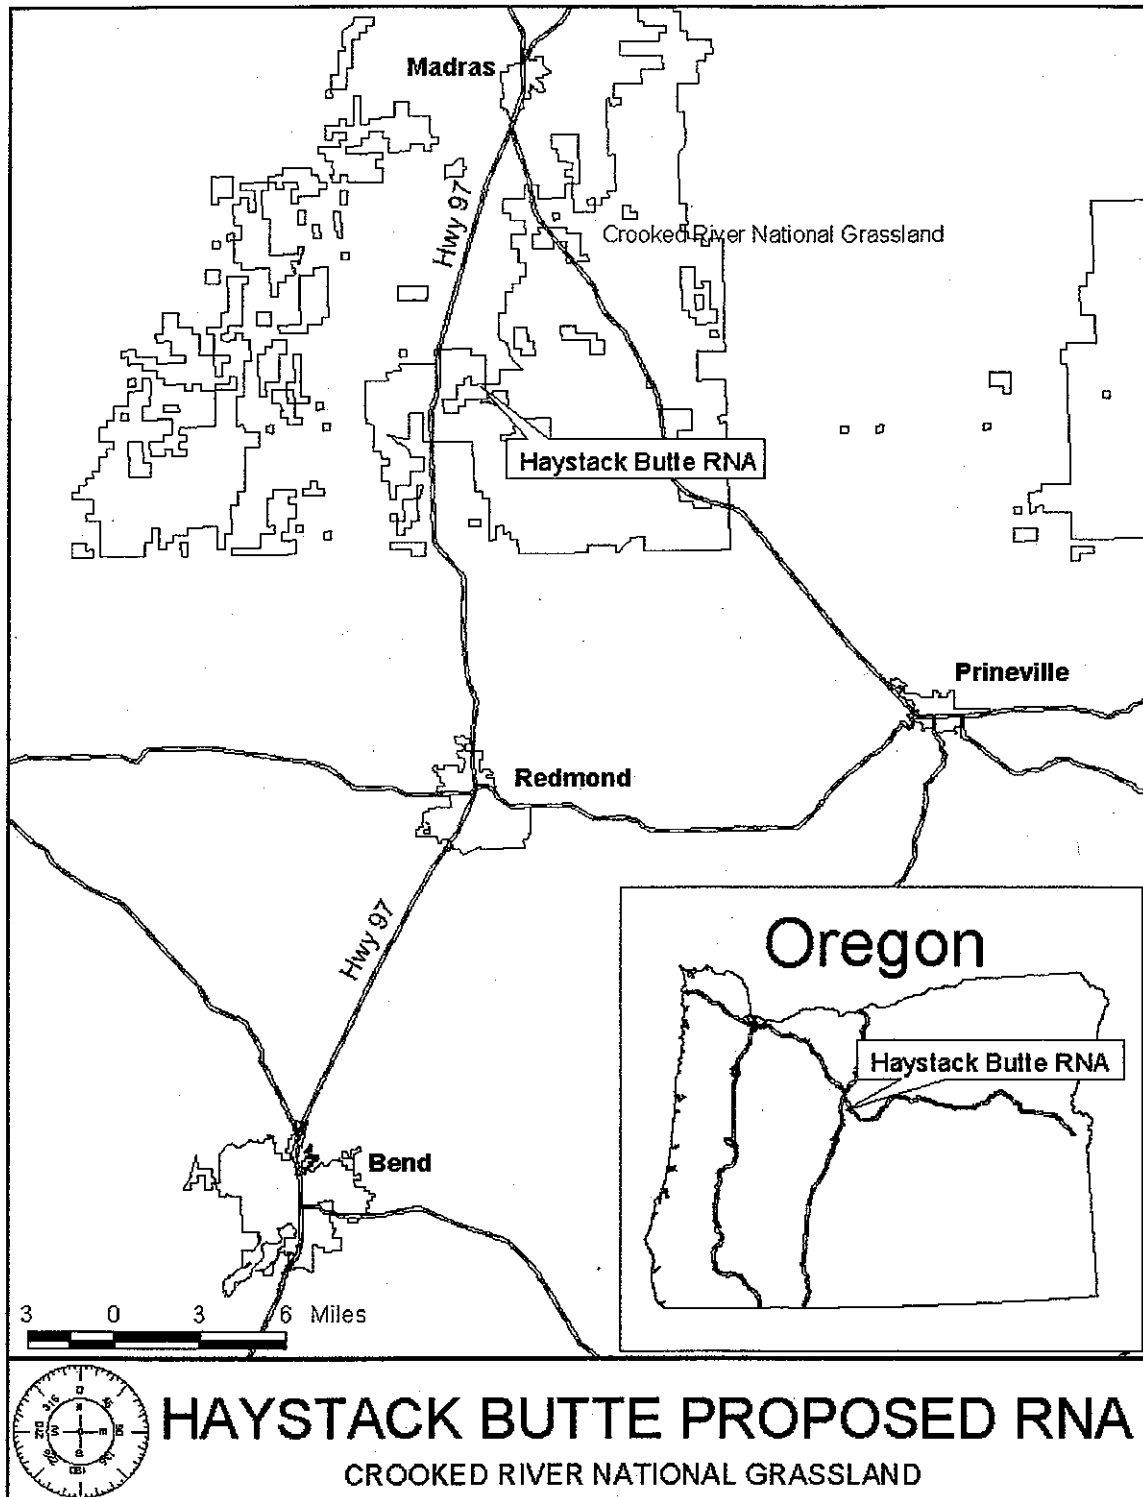 Madras
Hwy 97
Crooked River National Grassland
Haystack Butte RNA
Prineville
Redmond
Hwy 97
Oregon
Haystack Butte RNA
Bend
3 0 3 6 Miles
HAYSTACK BUTTE PROPOSED RNA
CROOKED RIVER NATIONAL GRASSLAND